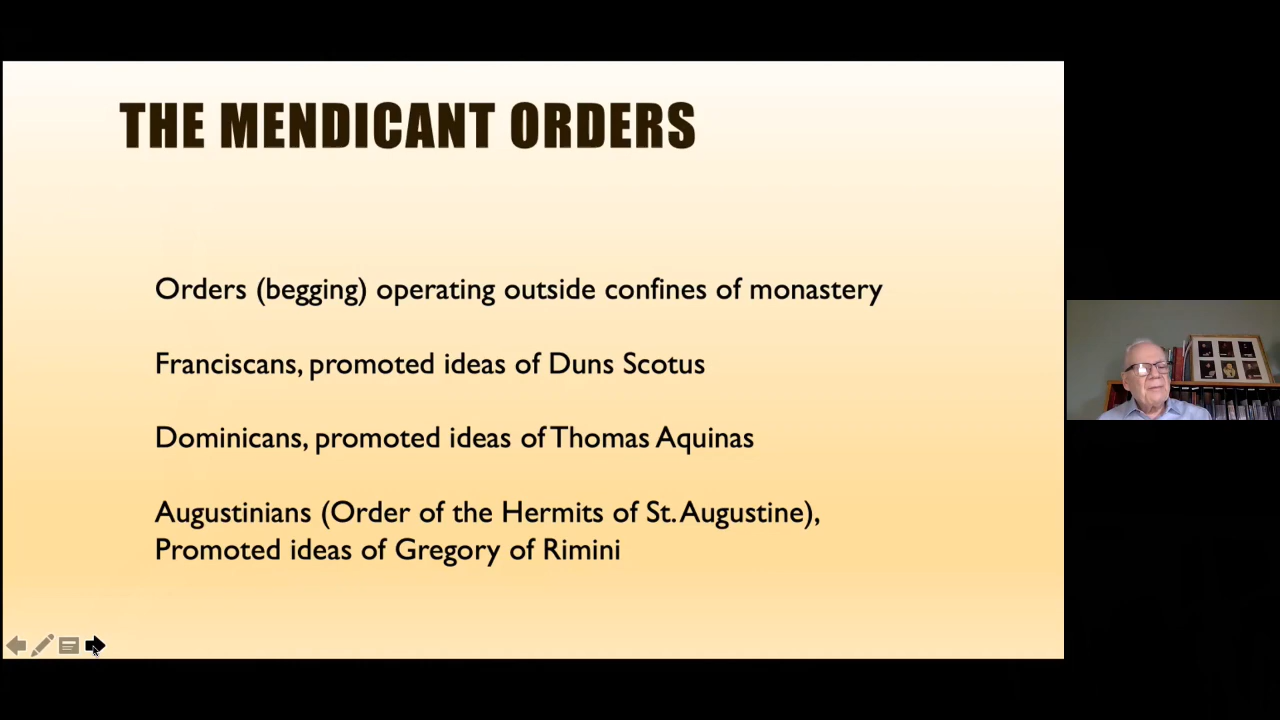 THE MENDICANT ORDERS
Orders (begging) operating outside confines of monastery
Franciscans, promoted ideas of Duns Scotus
Dominicans, promoted ideas of Thomas Aquinas
Augustinians (Order of the Hermits of St. Augustine),
Promoted ideas of Gregory of Rimini